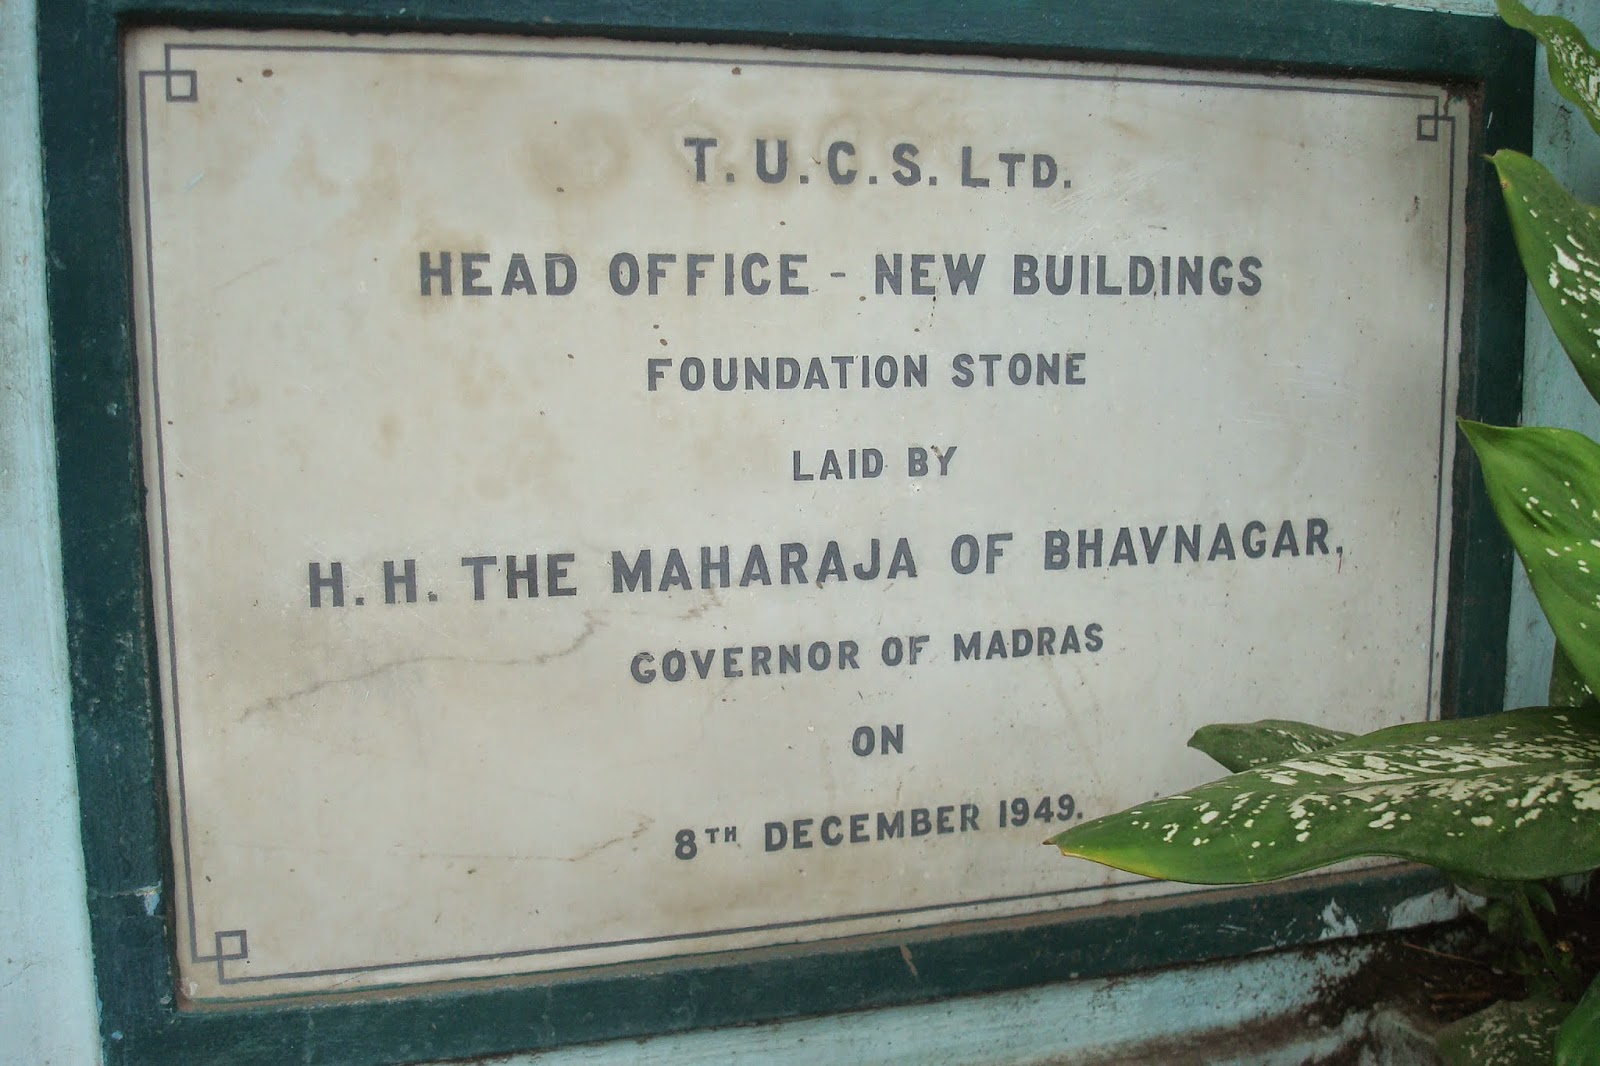 T.U.C.S. LTD.
HEAD OFFICE - NEW BUILDINGS
FOUNDATION STONE
LAID BY
H.H. THE MAHARAJA OF BHAVNAGAR,
GOVERNOR OF MADRAS
ON
8TH DECEMBER 1949.